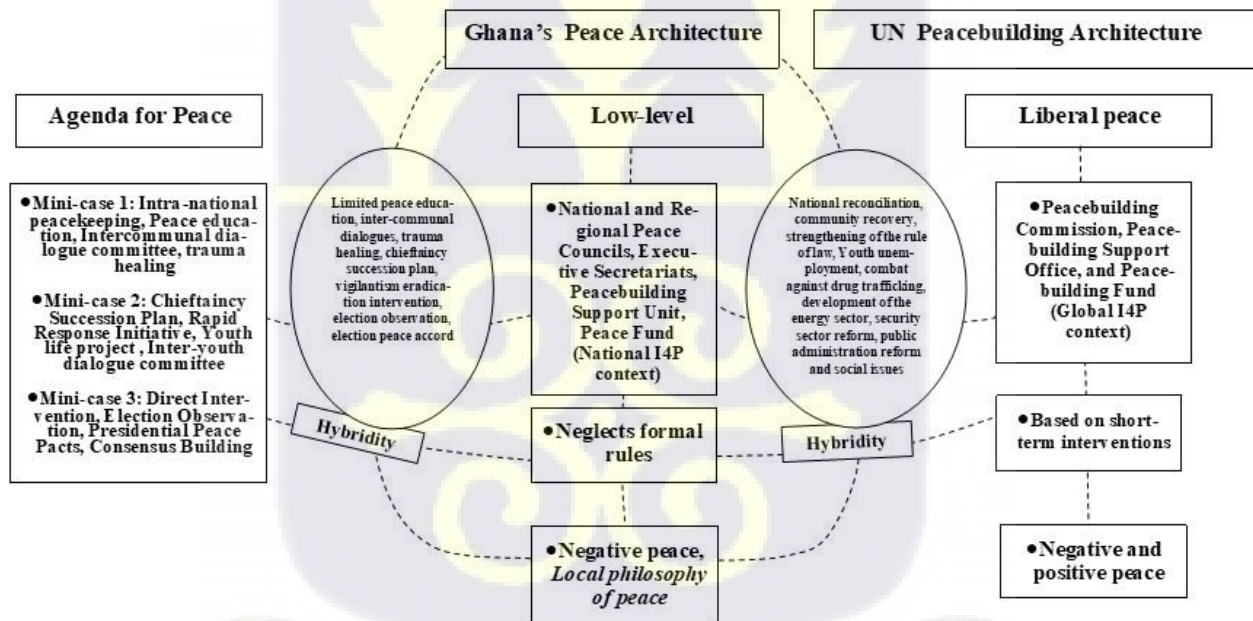 Ghana's Peace Architecture
UN Peacebuilding Architecture
Agenda for Peace
Low-level
Liberal peace
●Mini-case 1: Intra-national
peacekeeping, Peace educa-
tion, Intercommunal dia-
logue committee, trauma
healing
●Mini-case 2: Chieftaincy
Succession Plan, Rapid
Response Initiative, Youth
life project , Inter-youth
dialogue committee
●Mini-case 3: Direct Inter-
vention, Election Observa-
tion, Presidential Peace
Pacts, Consensus Building
Limited peace educa-
tion, inter-communal
dialogues, trauma
healing, chieftaincy
succession plan,
vigilantism eradi-
cation intervention,
election observation,
election peace accord
Hybridity
●National and Re-
gional Peace
Councils, Execu-
tive Secretariats,
Peacebuilding
Support Unit,
Peace Fund
(National I4P
context)
●Neglects formal
rules
●Negative peace,
Local philosophy
of peace
National reconciliation,
community recovery,
strengthening of the rule
of law, Youth unem-
ployment, combat
against drug trafficking,
development of the
energy sector, security
sector reform, public
administration reform
and social issues
Hybridity
●Peacebuilding
Commission, Peace-
building Support
Office, and Peace-
building Fund
(Global I4P
context)
●Based on short-
term interventions
●Negative and
positive peace